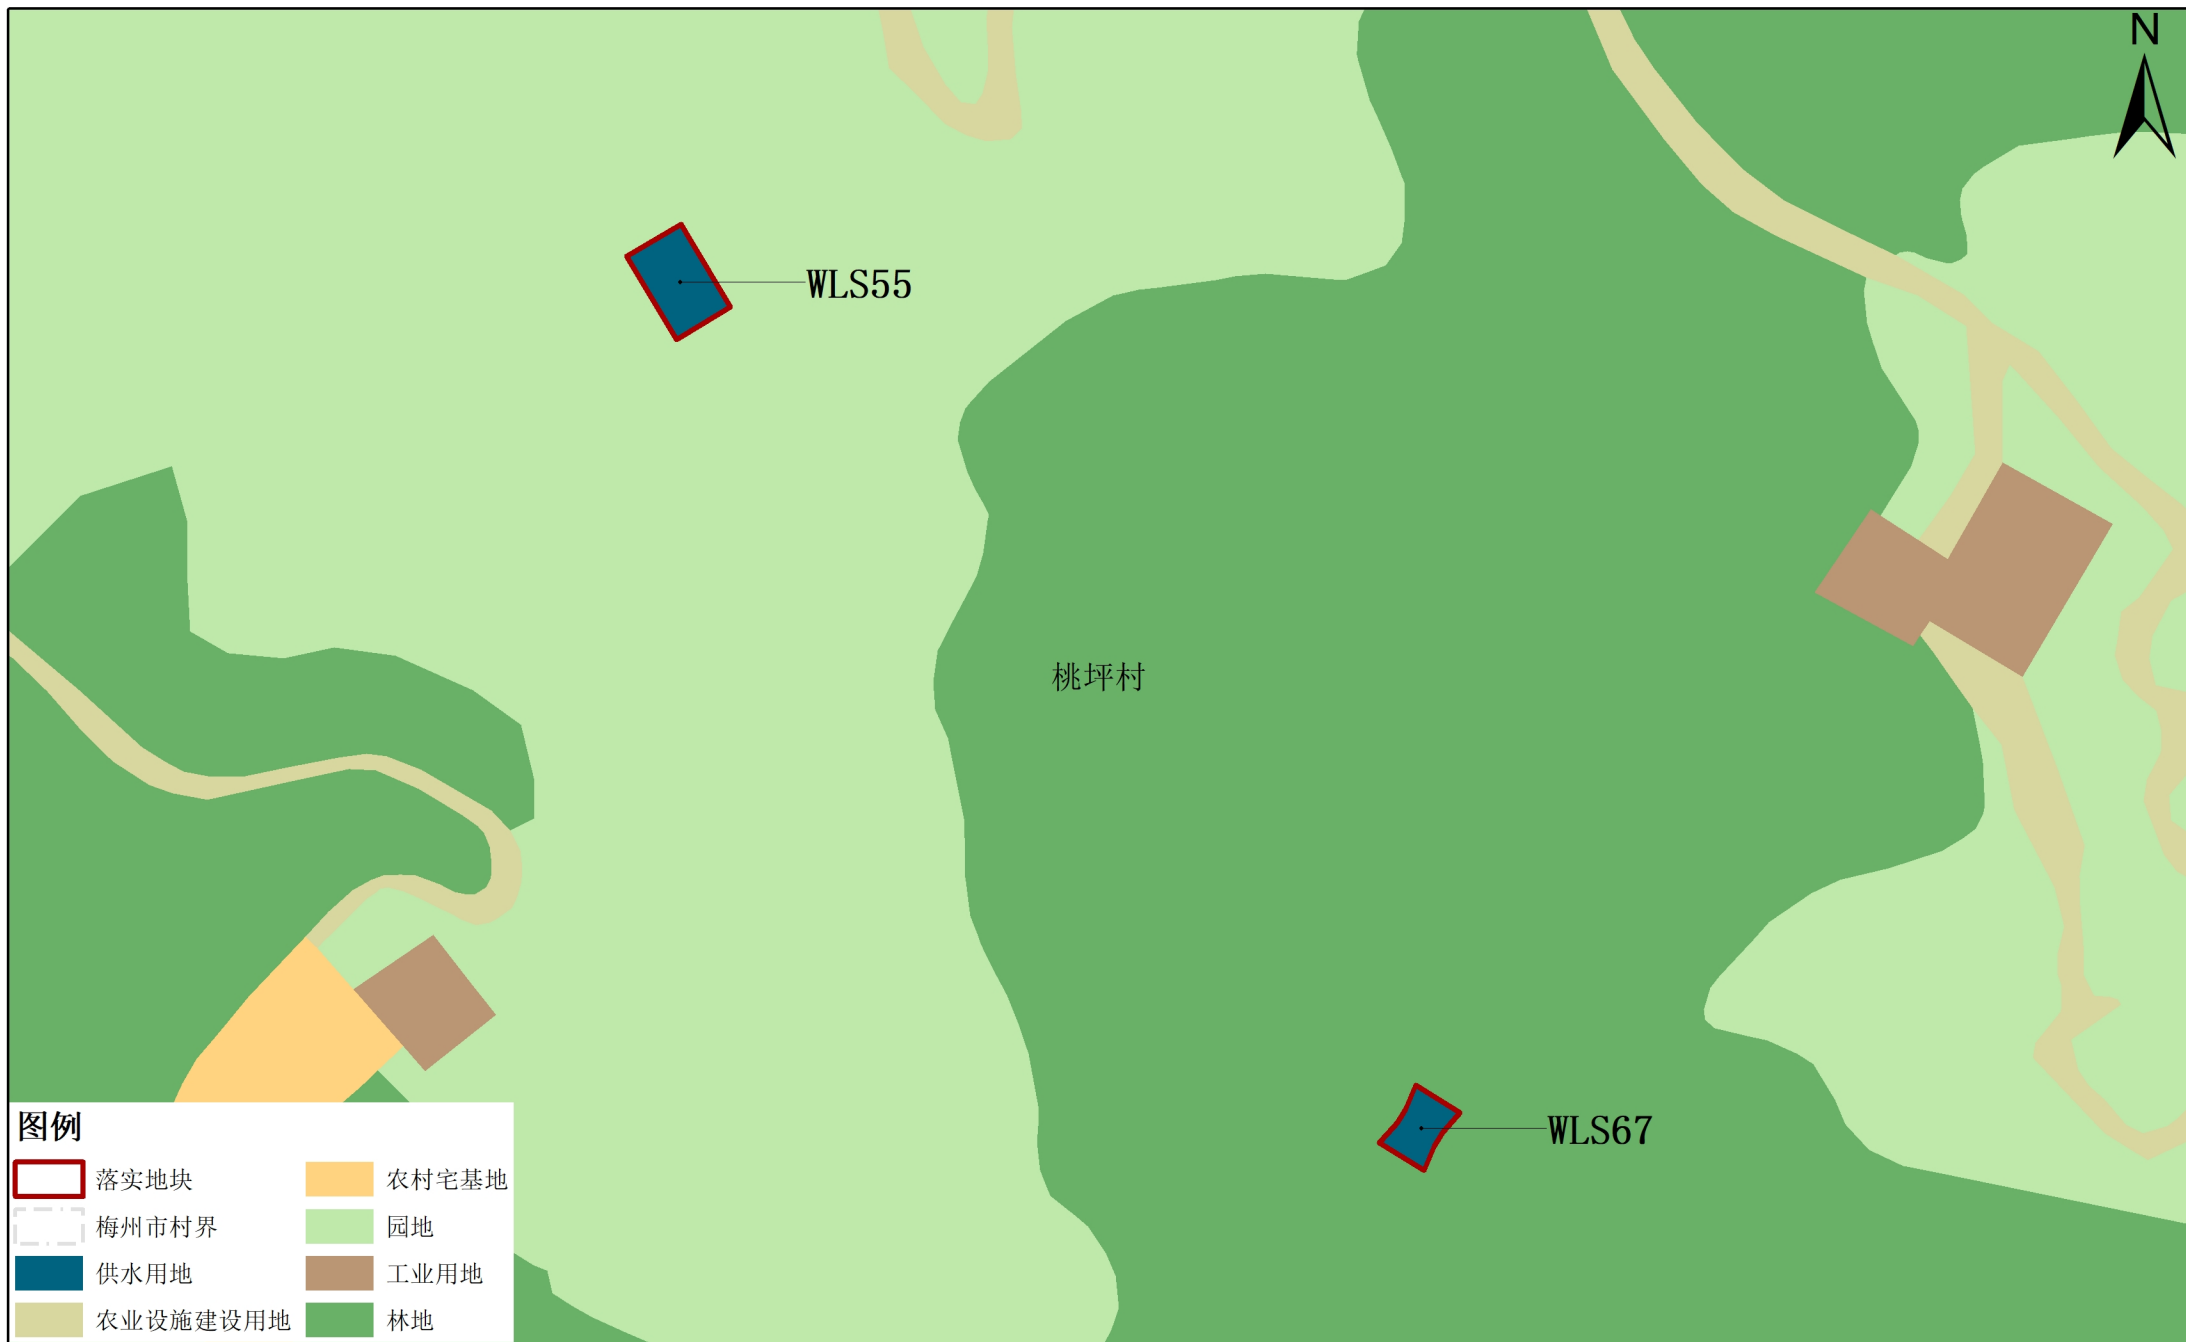 N
WLS55
桃坪村
WLS67
图例
落实地块
农村宅基地
梅州市村界
园地
供水用地
工业用地
农业设施建设用地
林地